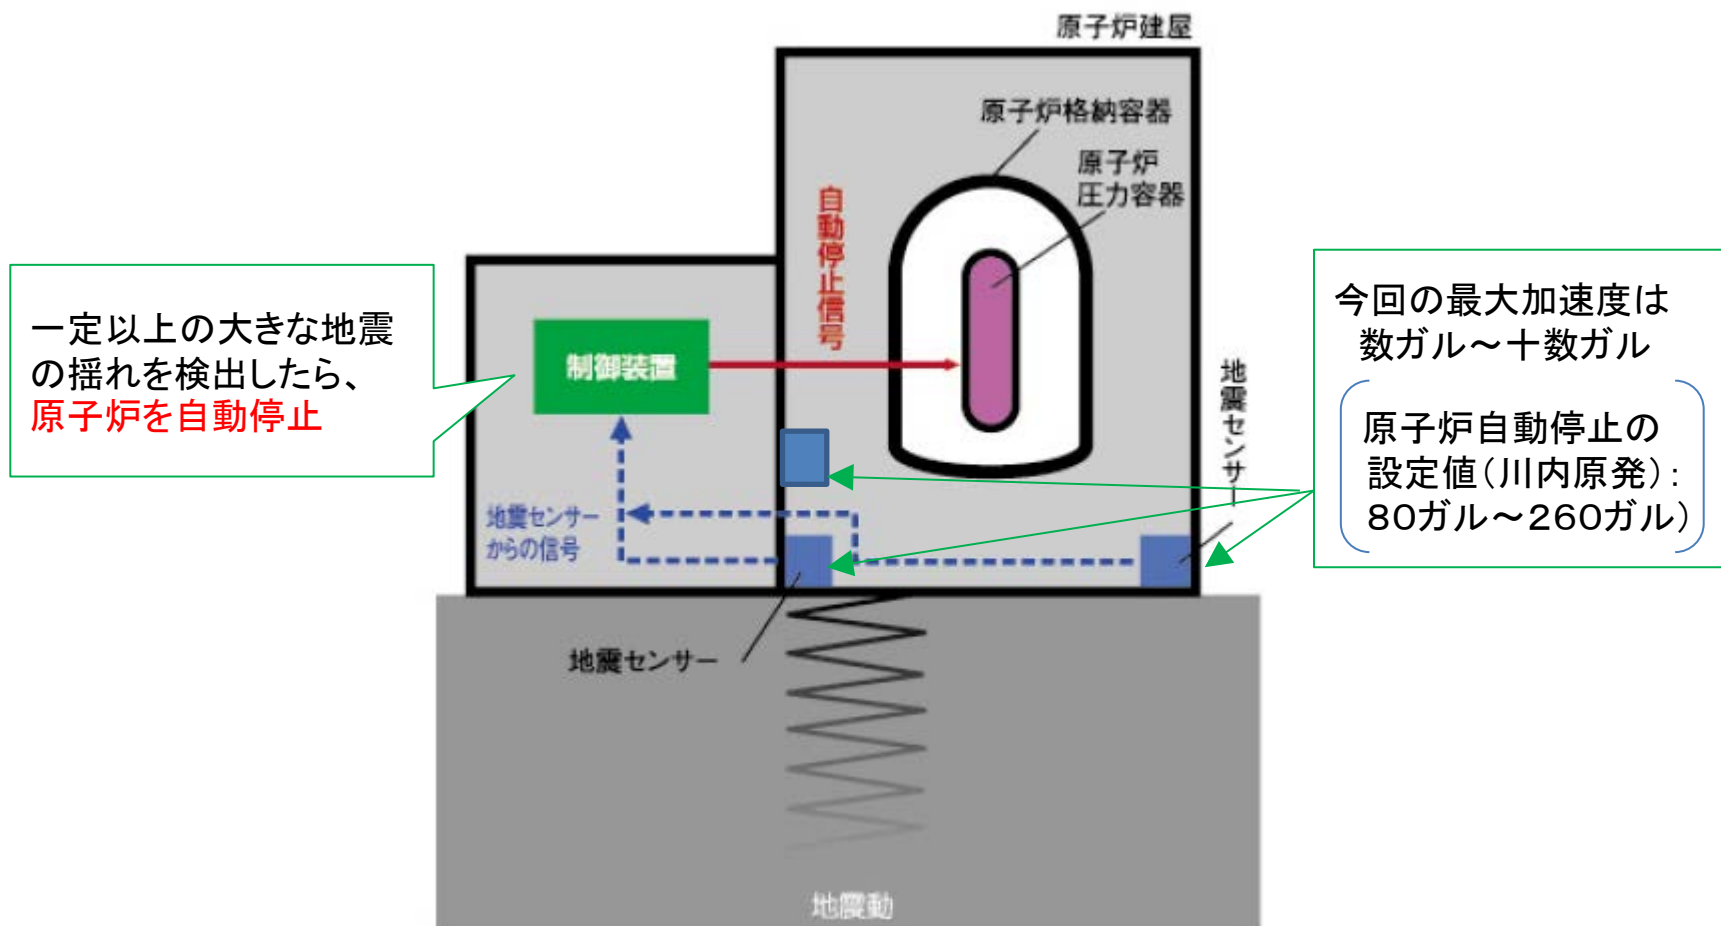 原子炉建屋
原子炉格納容器
原子炉
圧力容器
自動停止信号
一定以上の大きな地震
の揺れを検出したら、
原子炉を自動停止
制御装置
今回の最大加速度は
数ガル～十数ガル
原子炉自動停止の
設定値（川内原発）：
80ガル～260ガル）
地震センサー
地震センサー
からの信号
地震センサー
地震動